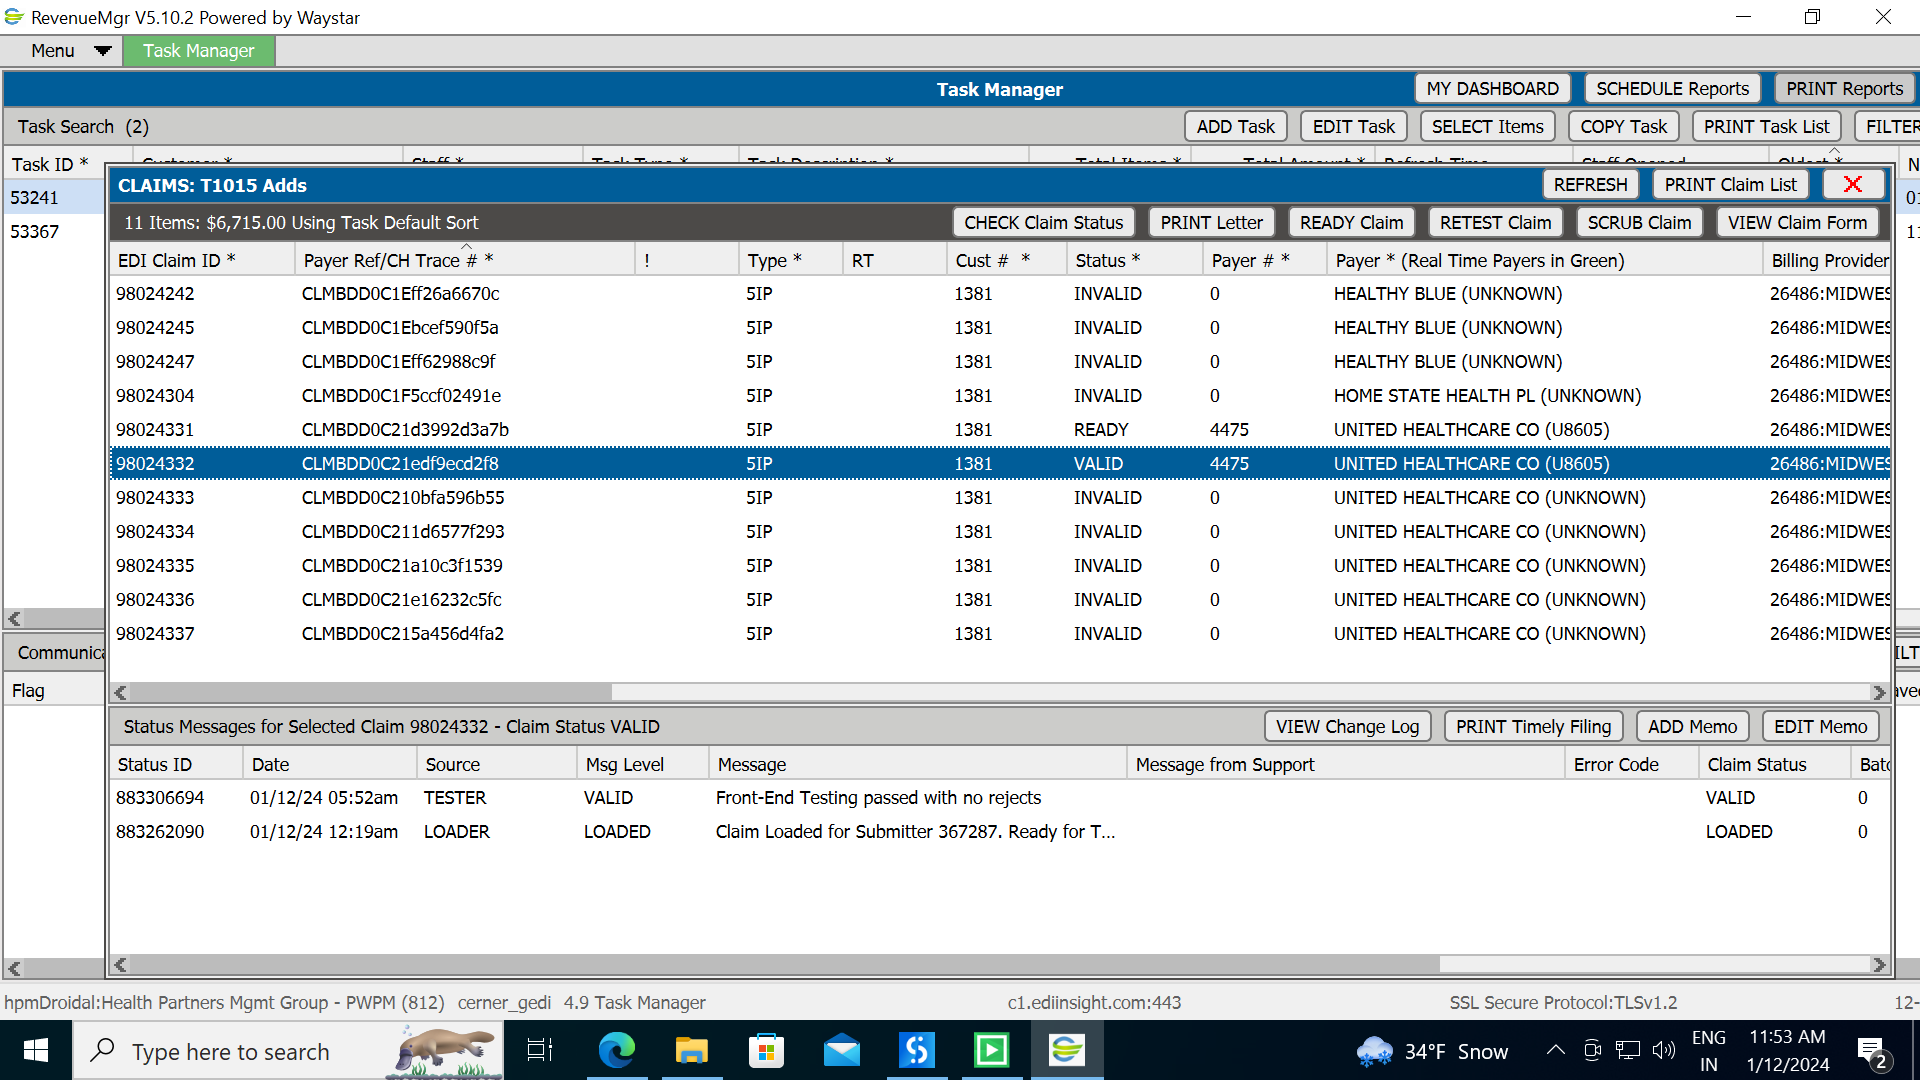 RevenueMgr V5.10.2 Powered by Waystar
Menu Task Manager
Task Manager MY DASHBOARD SCHEDULE Reports PRINT Reports
Task Search (2) ADD Task EDIT Task SELECT Items COPY Task PRINT Task List FILTER
Task ID *
53241
53367
CLAIMS: T1015 Adds REFRESH PRINT Claim List X
11 Items: $6,715.00 Using Task Default Sort CHECK Claim Status PRINT Letter READY Claim RETEST Claim SCRUB Claim VIEW Claim Form
EDI Claim ID * Payer Ref/CH Trace # * ! Type * RT Cust # * Status * Payer # * Payer * (Real Time Payers in Green) Billing Provider
98024242 CLMBDD0C1Eff26a6670c 5IP 1381 INVALID 0 HEALTHY BLUE (UNKNOWN) 26486:MIDWES
98024245 CLMBDD0C1Ebcef590f5a 5IP 1381 INVALID 0 HEALTHY BLUE (UNKNOWN) 26486:MIDWES
98024247 CLMBDD0C1Eff62988c9f 5IP 1381 INVALID 0 HEALTHY BLUE (UNKNOWN) 26486:MIDWES
98024304 CLMBDD0C1F5ccf02491e 5IP 1381 INVALID 0 HOME STATE HEALTH PL (UNKNOWN) 26486:MIDWES
98024331 CLMBDD0C21d3992d3a7b 5IP 1381 READY 4475 UNITED HEALTHCARE CO (U8605) 26486:MIDWES
98024332 CLMBDD0C21edf9ecd2f8 5IP 1381 VALID 4475 UNITED HEALTHCARE CO (U8605) 26486:MIDWES
98024333 CLMBDD0C210bfa596b55 5IP 1381 INVALID 0 UNITED HEALTHCARE CO (UNKNOWN) 26486:MIDWES
98024334 CLMBDD0C211d6577f293 5IP 1381 INVALID 0 UNITED HEALTHCARE CO (UNKNOWN) 26486:MIDWES
98024335 CLMBDD0C21a10c3f1539 5IP 1381 INVALID 0 UNITED HEALTHCARE CO (UNKNOWN) 26486:MIDWES
98024336 CLMBDD0C21e16232c5fc 5IP 1381 INVALID 0 UNITED HEALTHCARE CO (UNKNOWN) 26486:MIDWES
98024337 CLMBDD0C215a456d4fa2 5IP 1381 INVALID 0 UNITED HEALTHCARE CO (UNKNOWN) 26486:MIDWES
Communica
Flag
Status Messages for Selected Claim 98024332 - Claim Status VALID VIEW Change Log PRINT Timely Filing ADD Memo EDIT Memo
Status ID Date Source Msg Level Message Message from Support Error Code Claim Status Batc
883306694 01/12/24 05:52am TESTER VALID Front-End Testing passed with no rejects VALID 0
883262090 01/12/24 12:19am LOADER LOADED Claim Loaded for Submitter 367287. Ready for T... LOADED 0
hpmDroidal:Health Partners Mgmt Group - PWPM (812) cerner_gedi 4.9 Task Manager c1.ediinsight.com:443 SSL Secure Protocol:TLSv1.2 12-
Type here to search 34°F Snow ENG IN 11:53 AM 1/12/2024 2